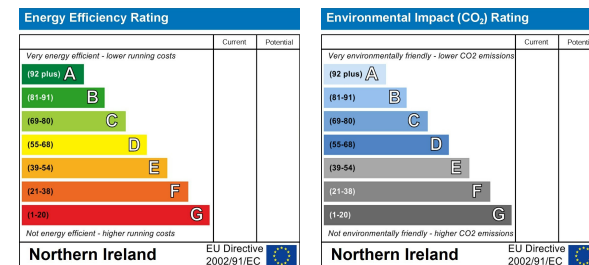 Energy Efficiency Rating
Current Potential
Very energy efficient - lower running costs
(92 plus) A
(81-91) B
(69-80) C
(55-68) D
(39-54) E
(21-38) F
(1-20) G
Not energy efficient - higher running costs
Northern Ireland
EU Directive
2002/91/EC
Environmental Impact (CO₂) Rating
Current Potenti
Very environmentally friendly - lower CO2 emissions
(92 plus) A
(81-91) B
(69-80) C
(55-68) D
(39-54) E
(21-38) F
(1-20) G
Not environmentally friendly - higher CO2 emissions
Northern Ireland
EU Directive
2002/91/EC